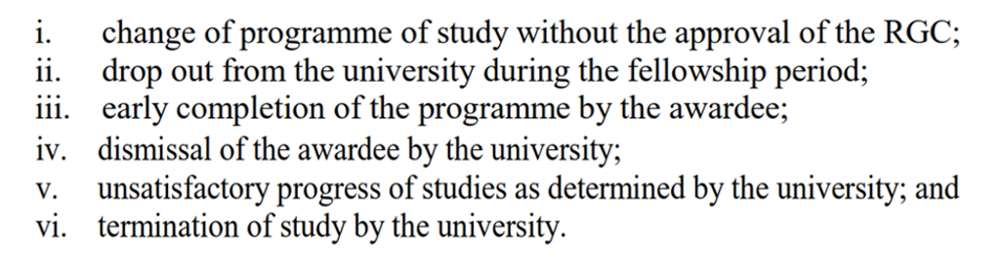 i. change of programme of study without the approval of the RGC;
ii. drop out from the university during the fellowship period;
iii. early completion of the programme by the awardee;
iv. dismissal of the awardee by the university;
v. unsatisfactory progress of studies as determined by the university; and
vi. termination of study by the university.